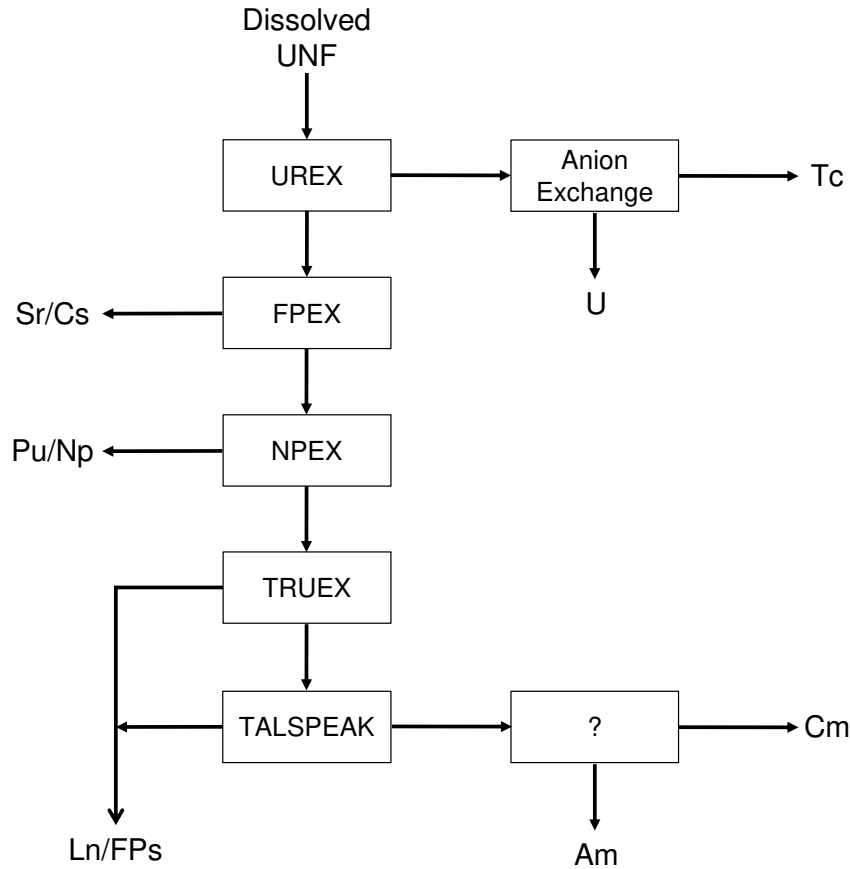 Dissolved
UNF
UREX
Anion
Exchange
Tc
Sr/Cs
FPEX
U
Pu/Np
NPEX
TRUEX
TALSPEAK
?
Cm
Ln/FPs
Am